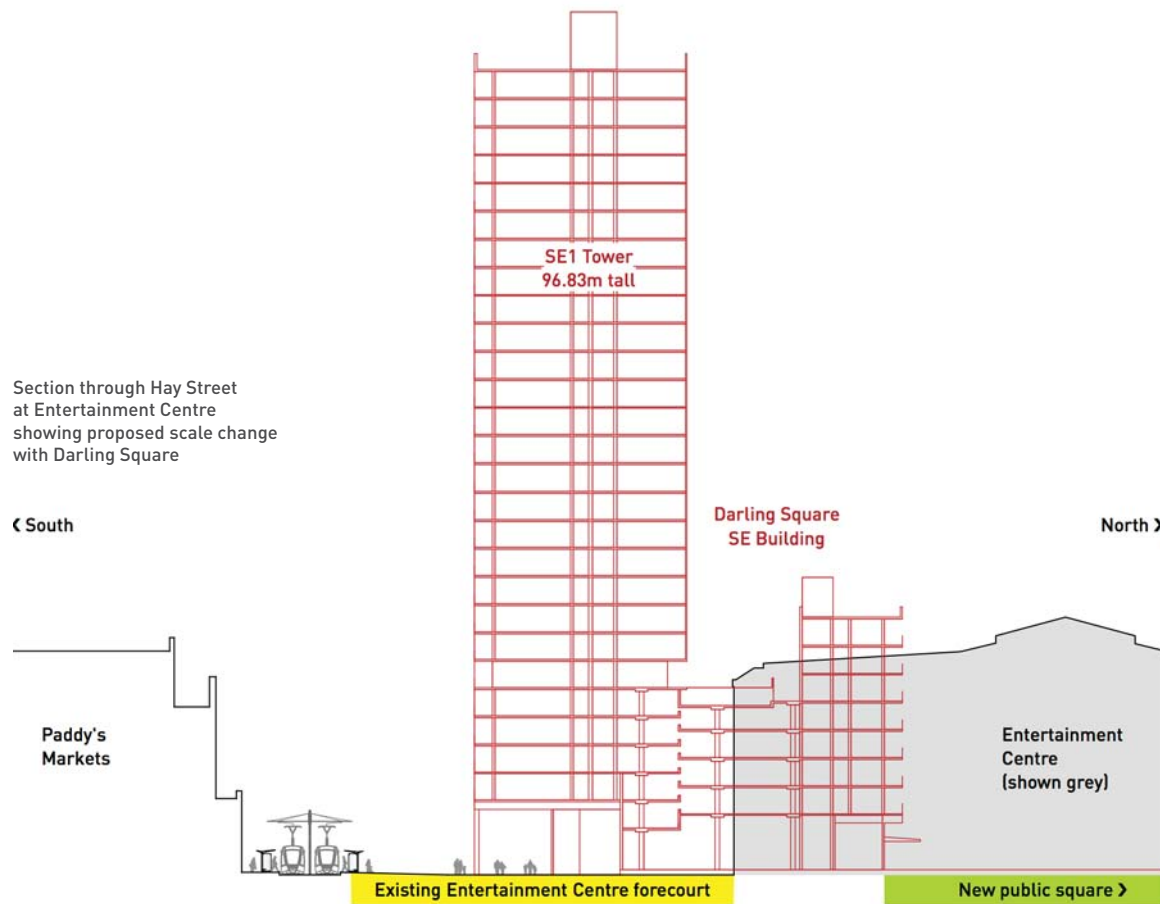 SE1 Tower
96.83m tall
Section through Hay Street
at Entertainment Centre
showing proposed scale change
with Darling Square
‹ South
Darling Square
SE Building
North ›
Paddy's
Markets
Entertainment
Centre
(shown grey)
Existing Entertainment Centre forecourt
New public square ›